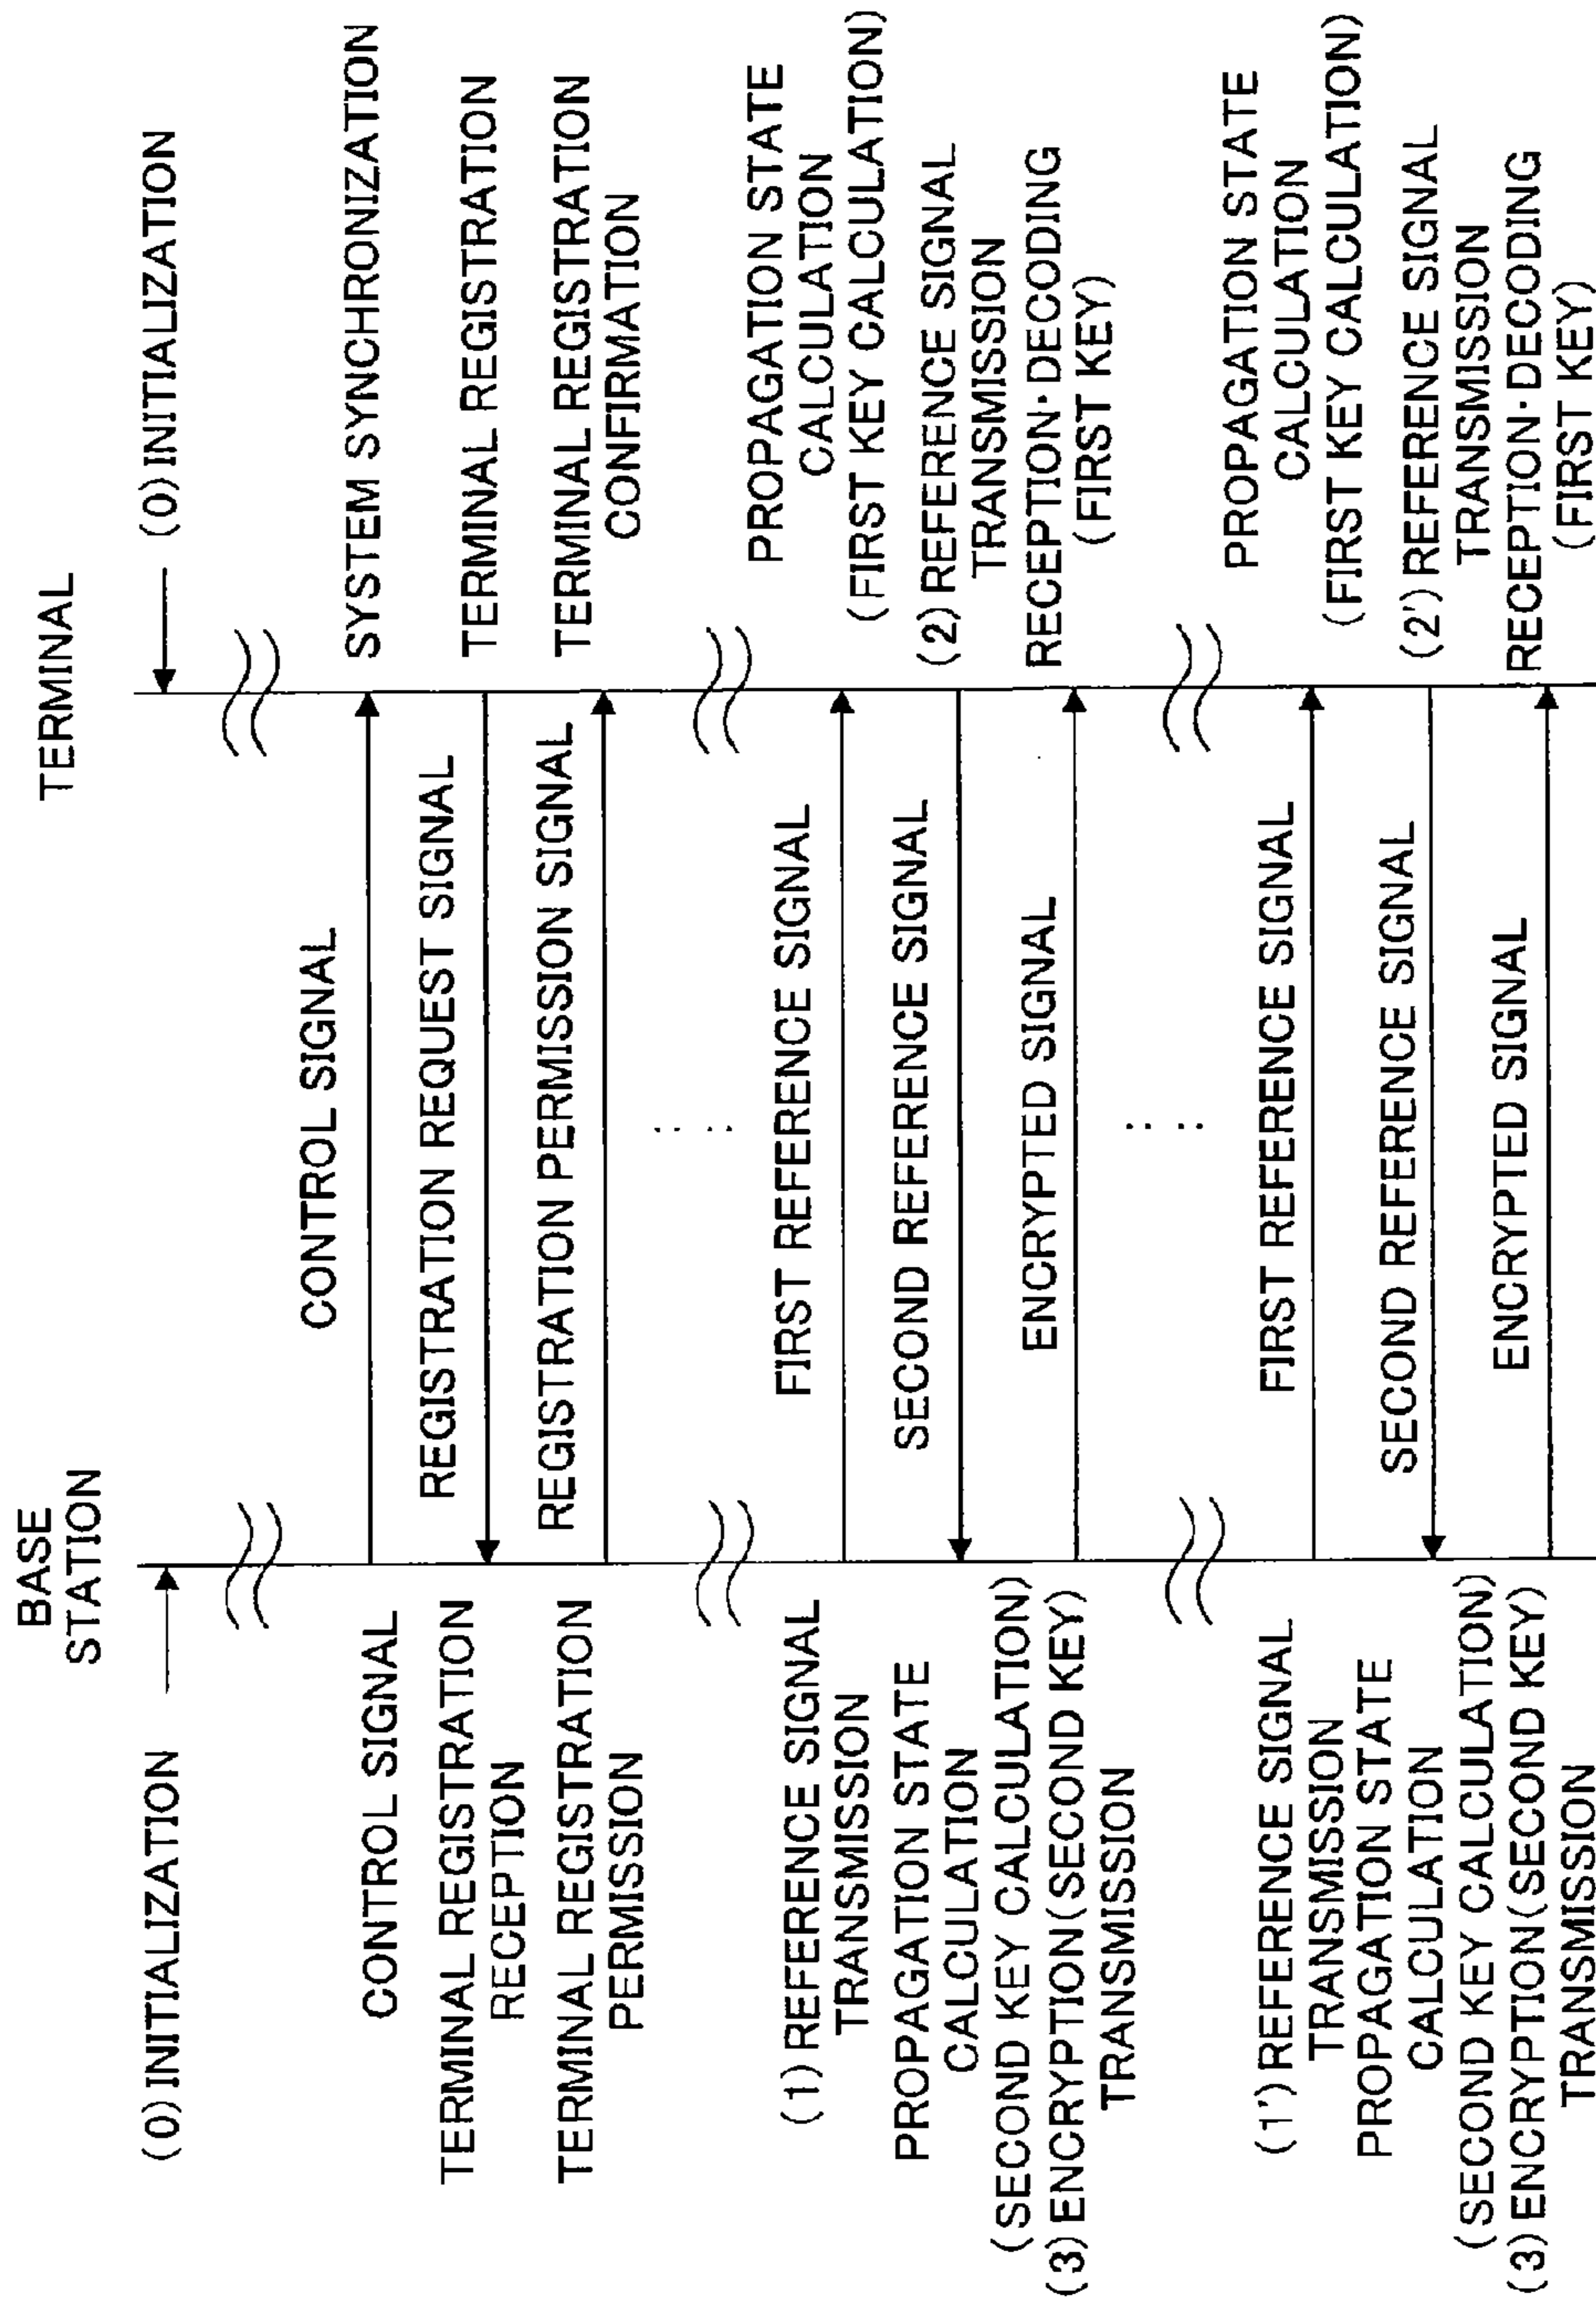 BASE
STATION
TERMINAL
(0) INITIALIZATION
(0) INITIALIZATION
CONTROL SIGNAL
CONTROL SIGNAL
SYSTEM SYNCHRONIZATION
TERMINAL REGISTRATION
RECEPTION
REGISTRATION REQUEST SIGNAL
TERMINAL REGISTRATION
TERMINAL REGISTRATION
PERMISSION
REGISTRATION PERMISSION SIGNAL
TERMINAL REGISTRATION
CONFIRMATION
(1) REFERENCE SIGNAL
TRANSMISSION
FIRST REFERENCE SIGNAL
PROPAGATION STATE
CALCULATION
(FIRST KEY CALCULATION)
PROPAGATION STATE
CALCULATION
(SECOND KEY CALCULATION)
SECOND REFERENCE SIGNAL
(2) REFERENCE SIGNAL
TRANSMISSION
(3) ENCRYPTION(SECOND KEY)
TRANSMISSION
ENCRYPTED SIGNAL
RECEPTION·DECODING
(FIRST KEY)
(1') REFERENCE SIGNAL
TRANSMISSION
FIRST REFERENCE SIGNAL
PROPAGATION STATE
CALCULATION
(FIRST KEY CALCULATION)
PROPAGATION STATE
CALCULATION
(SECOND KEY CALCULATION)
SECOND REFERENCE SIGNAL
(2') REFERENCE SIGNAL
TRANSMISSION
(3) ENCRYPTION(SECOND KEY)
TRANSMISSION
ENCRYPTED SIGNAL
RECEPTION·DECODING
(FIRST KEY)